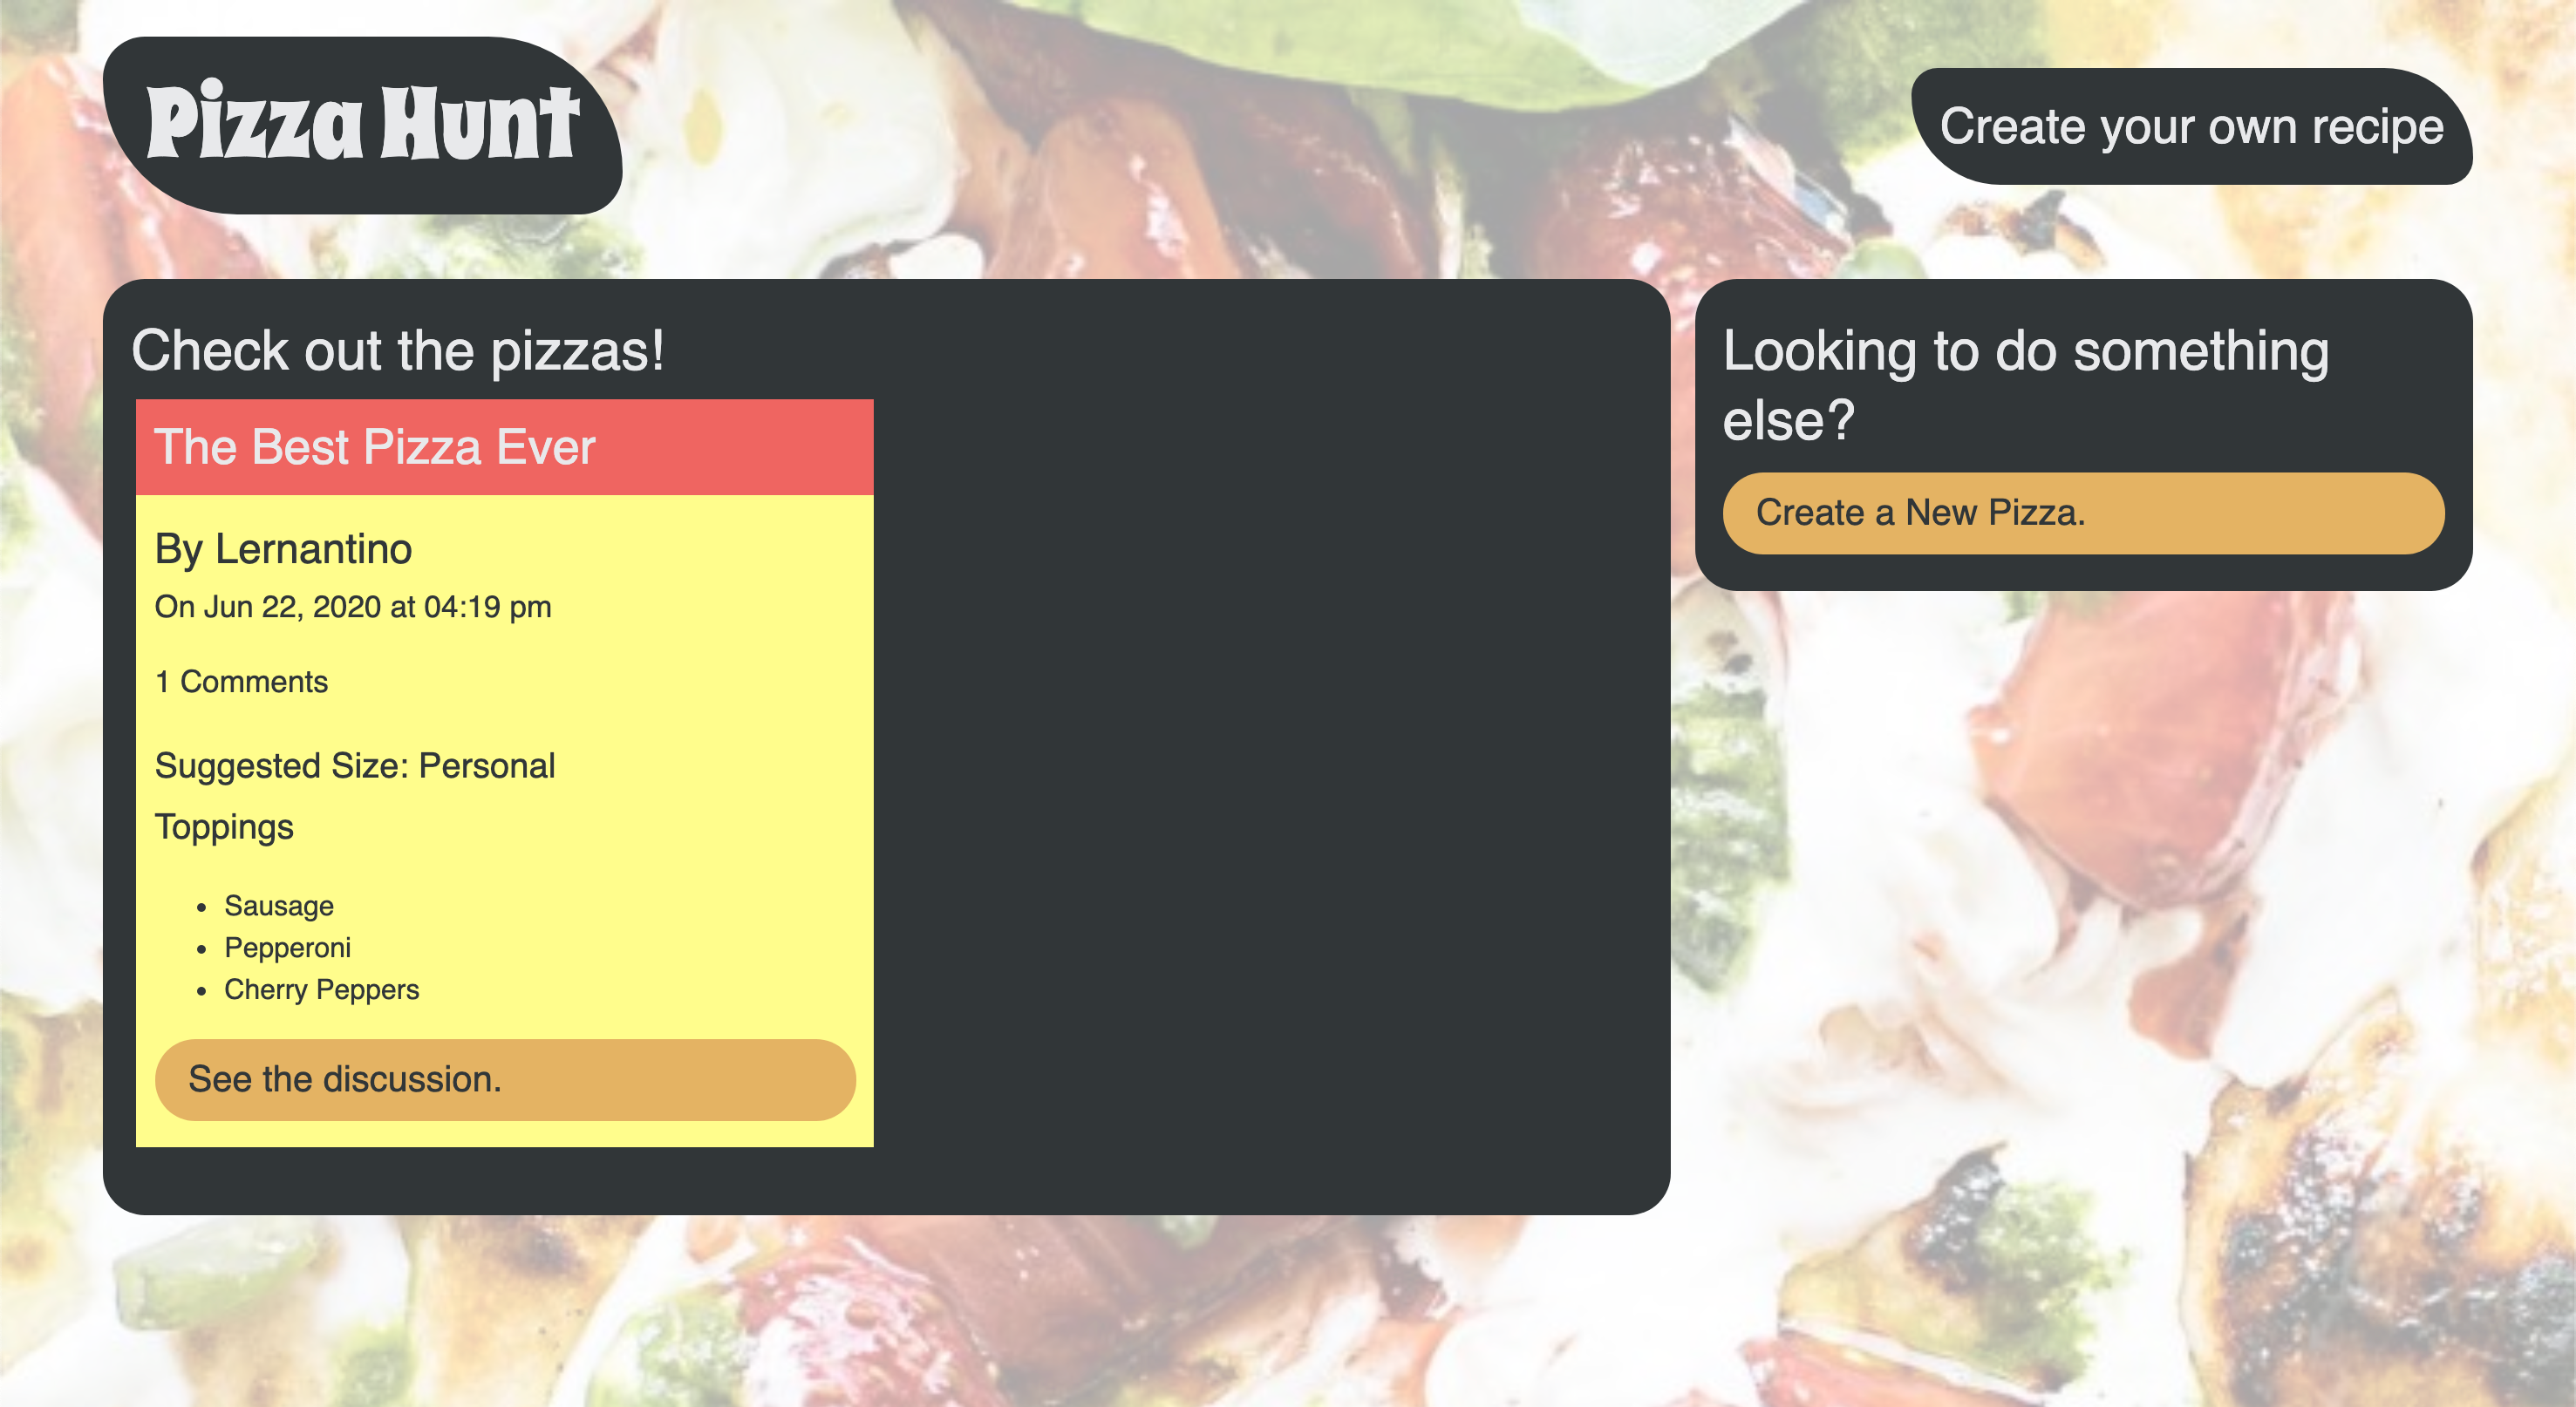 Pizza Hunt
Create your own recipe
Check out the pizzas!
The Best Pizza Ever
By Lernantino
On Jun 22, 2020 at 04:19 pm
1 Comments
Suggested Size: Personal
Toppings
• Sausage
• Pepperoni
• Cherry Peppers
See the discussion.
Looking to do something
else?
Create a New Pizza.